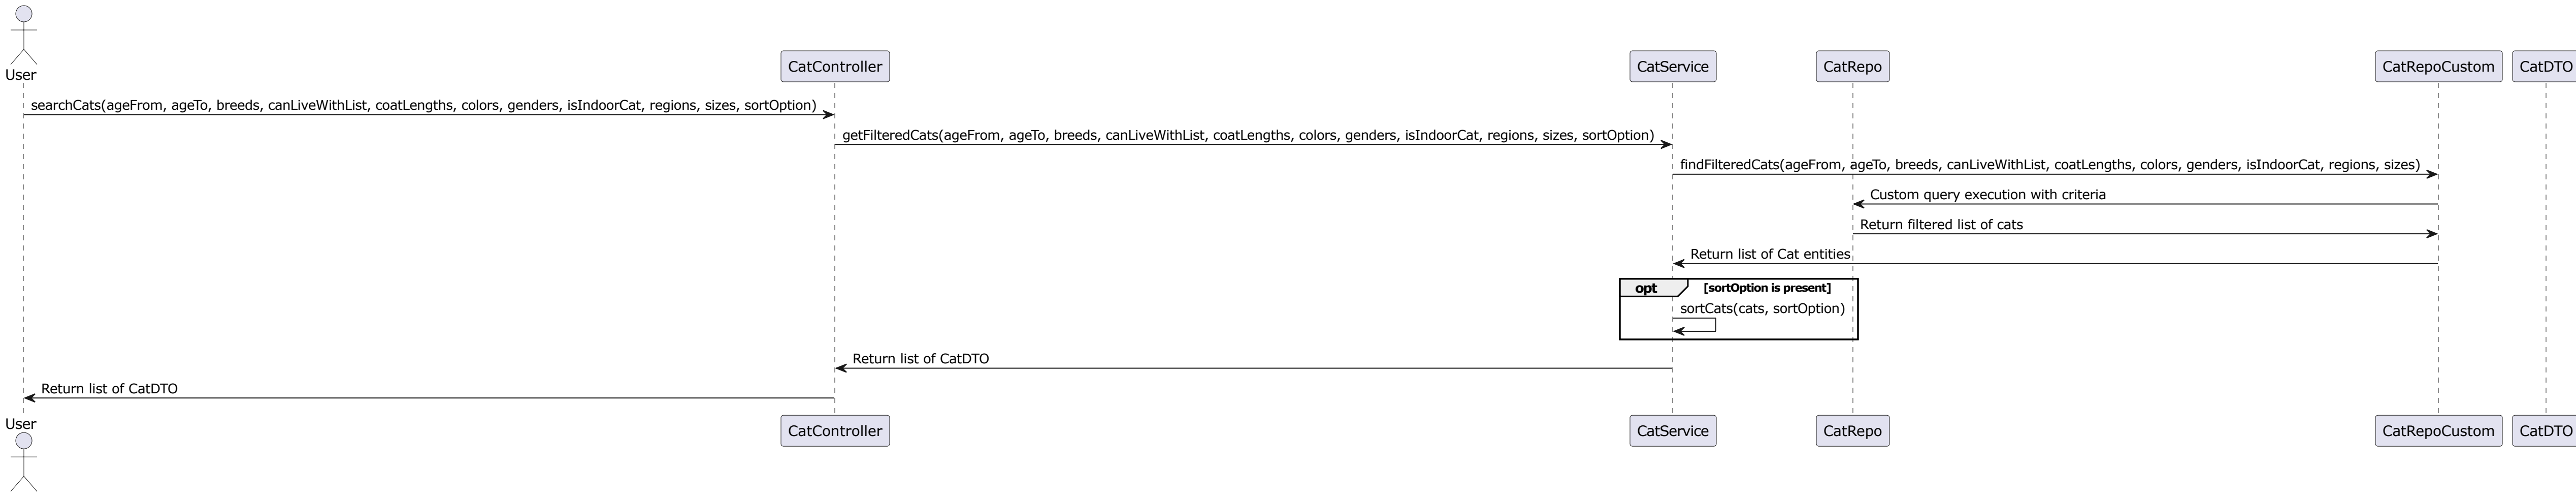 User
CatController
CatService
CatRepo
CatRepoCustom
CatDTO
searchCats(ageFrom, ageTo, breeds, canLiveWithList, coatLengths, colors, genders, isIndoorCat, regions, sizes, sortOption)
getFilteredCats(ageFrom, ageTo, breeds, canLiveWithList, coatLengths, colors, genders, isIndoorCat, regions, sizes, sortOption)
findFilteredCats(ageFrom, ageTo, breeds, canLiveWithList, coatLengths, colors, genders, isIndoorCat, regions, sizes)
Custom query execution with criteria
Return filtered list of cats
Return list of Cat entities
opt [sortOption is present]
sortCats(cats, sortOption)
Return list of CatDTO
Return list of CatDTO
User
CatController
CatService
CatRepo
CatRepoCustom
CatDTO